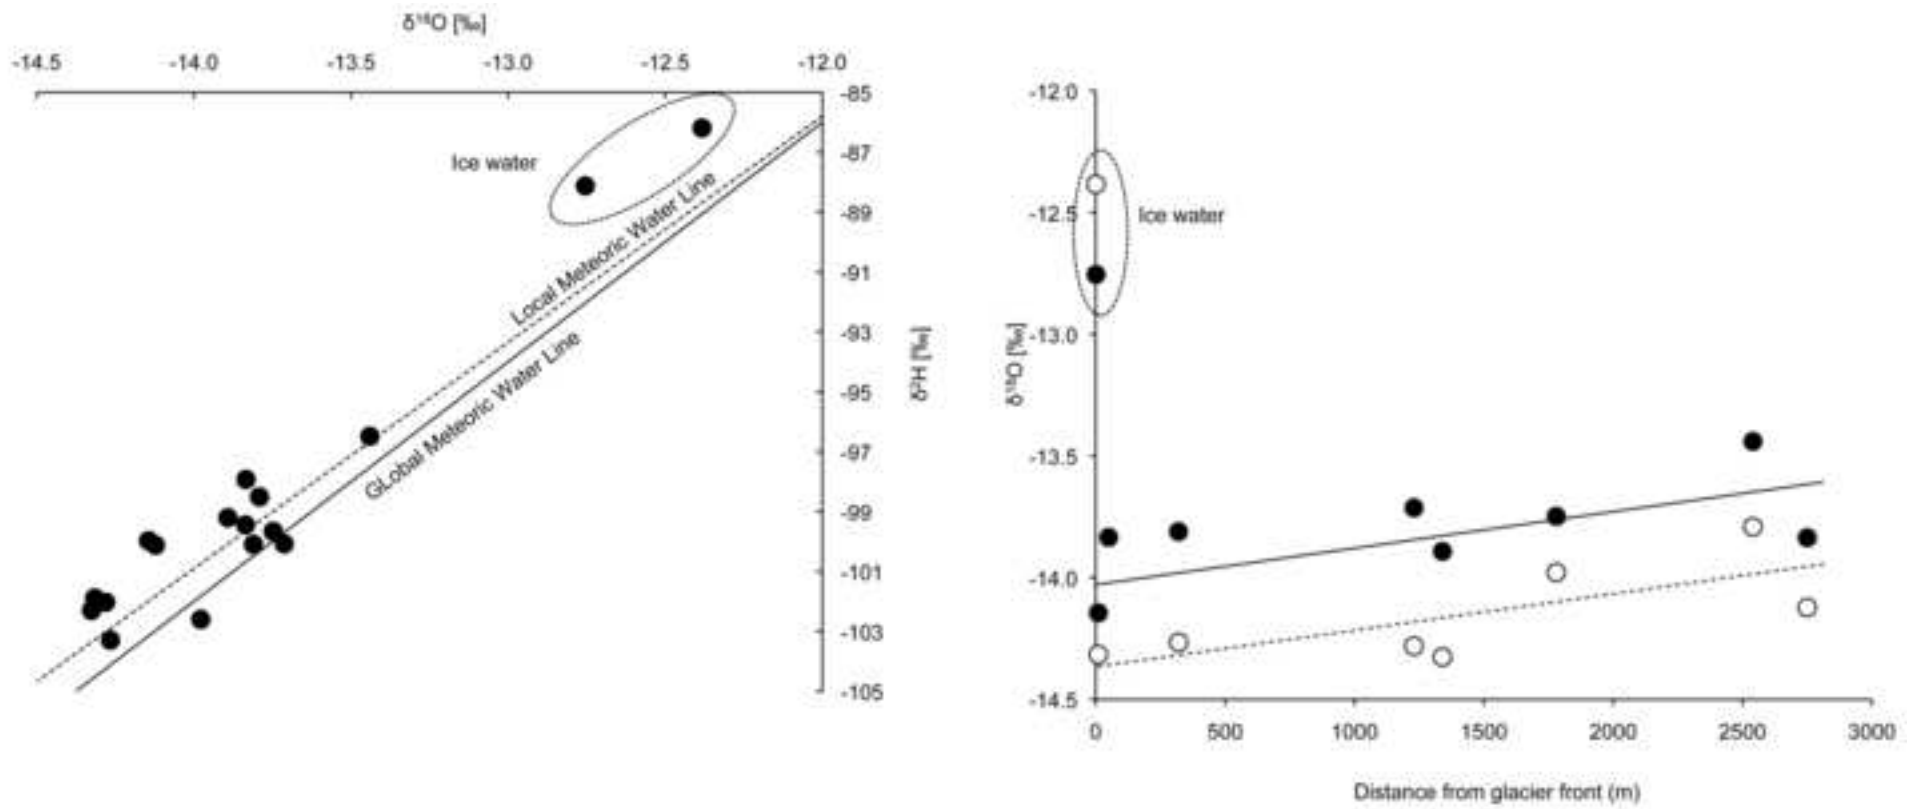 δ¹⁸O [‰]
-14.5 -14.0 -13.5 -13.0 -12.5 -12.0
-85
Ice water
-87
-89
Local Meteoric Water Line
-91
-93
GLobal Meteoric Water Line
δ²H [‰]
-95
-97
-99
-101
-103
-105
-12.0
-12.5
Ice water
-13.0
δ¹⁸O [‰]
-13.5
-14.0
-14.5
0 500 1000 1500 2000 2500 3000
Distance from glacier front (m)